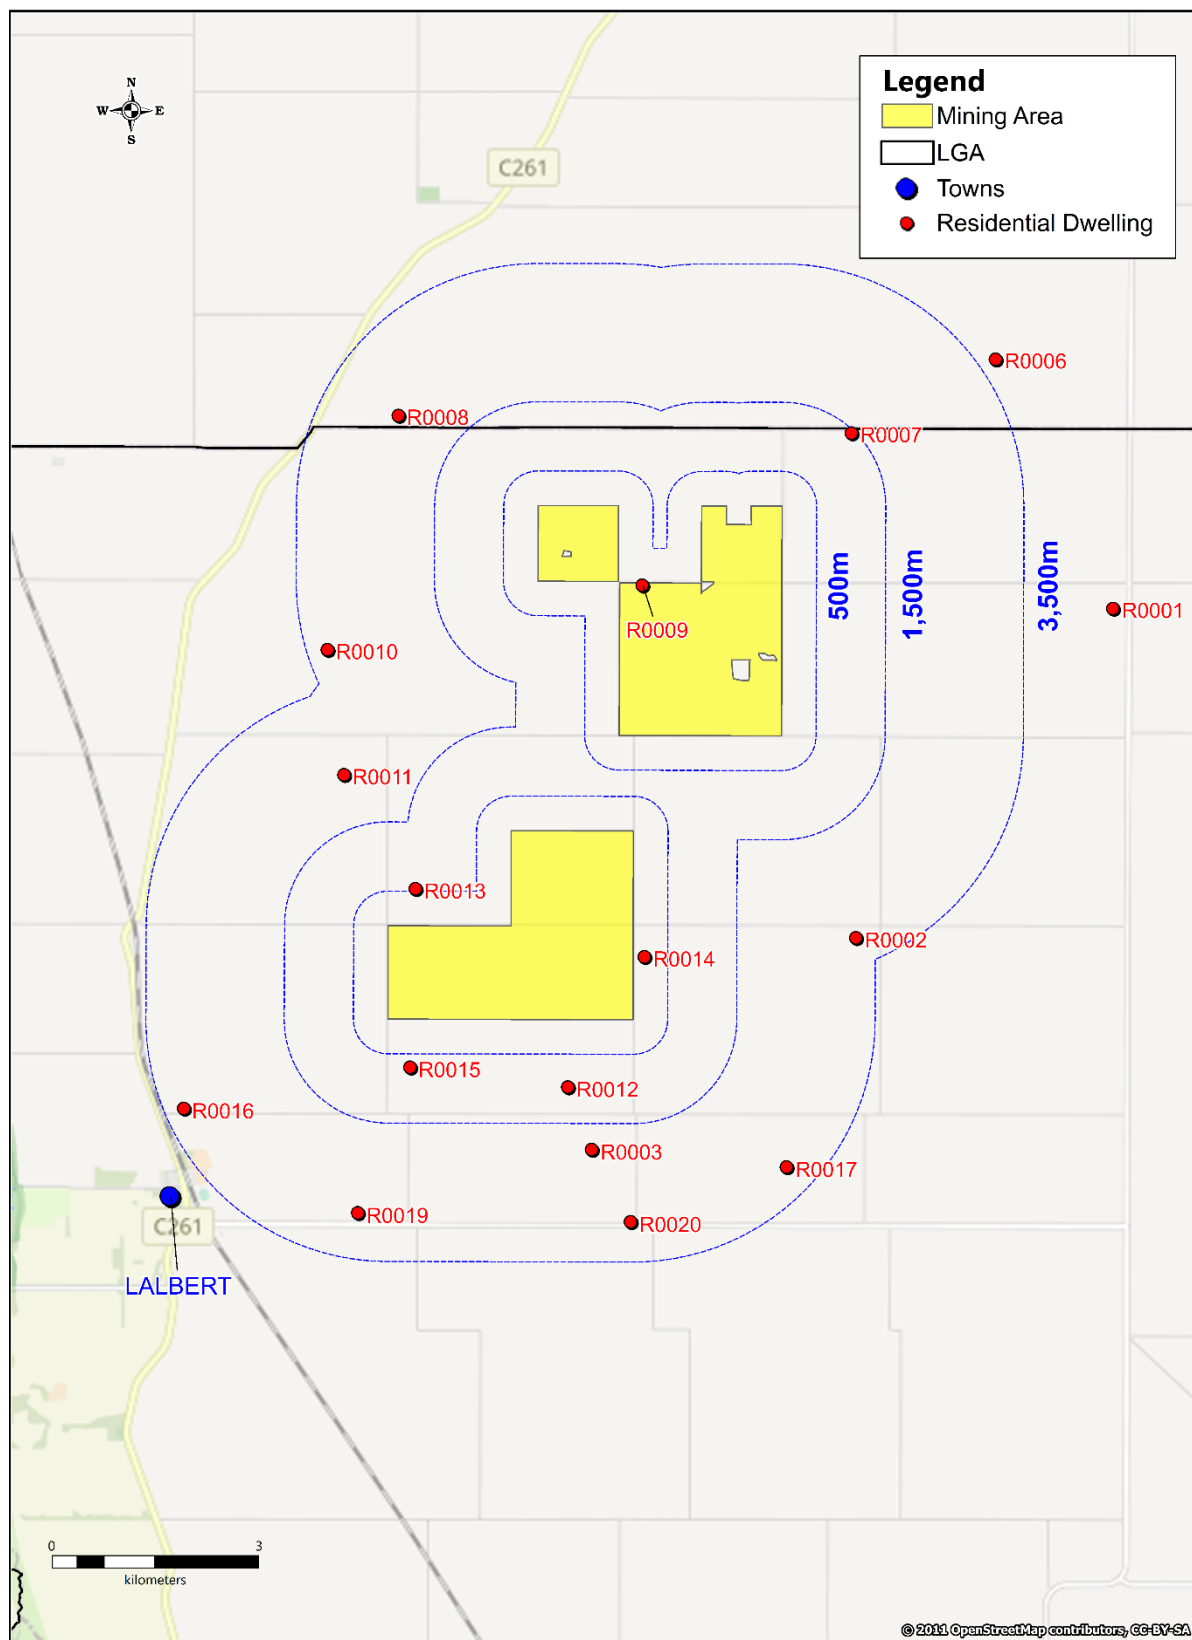 N
W
E
S
C261
Legend
Mining Area
LGA
Towns
Residential Dwelling
R0006
R0008
R0007
500m
1,500m
3,500m
R0001
R0009
R0010
R0011
R0013
R0002
R0014
R0015
R0012
R0016
R0003
R0017
R0019
R0020
C261
LALBERT
0 3
kilometers
© 2011 OpenStreetMap contributors, CC-BY-SA